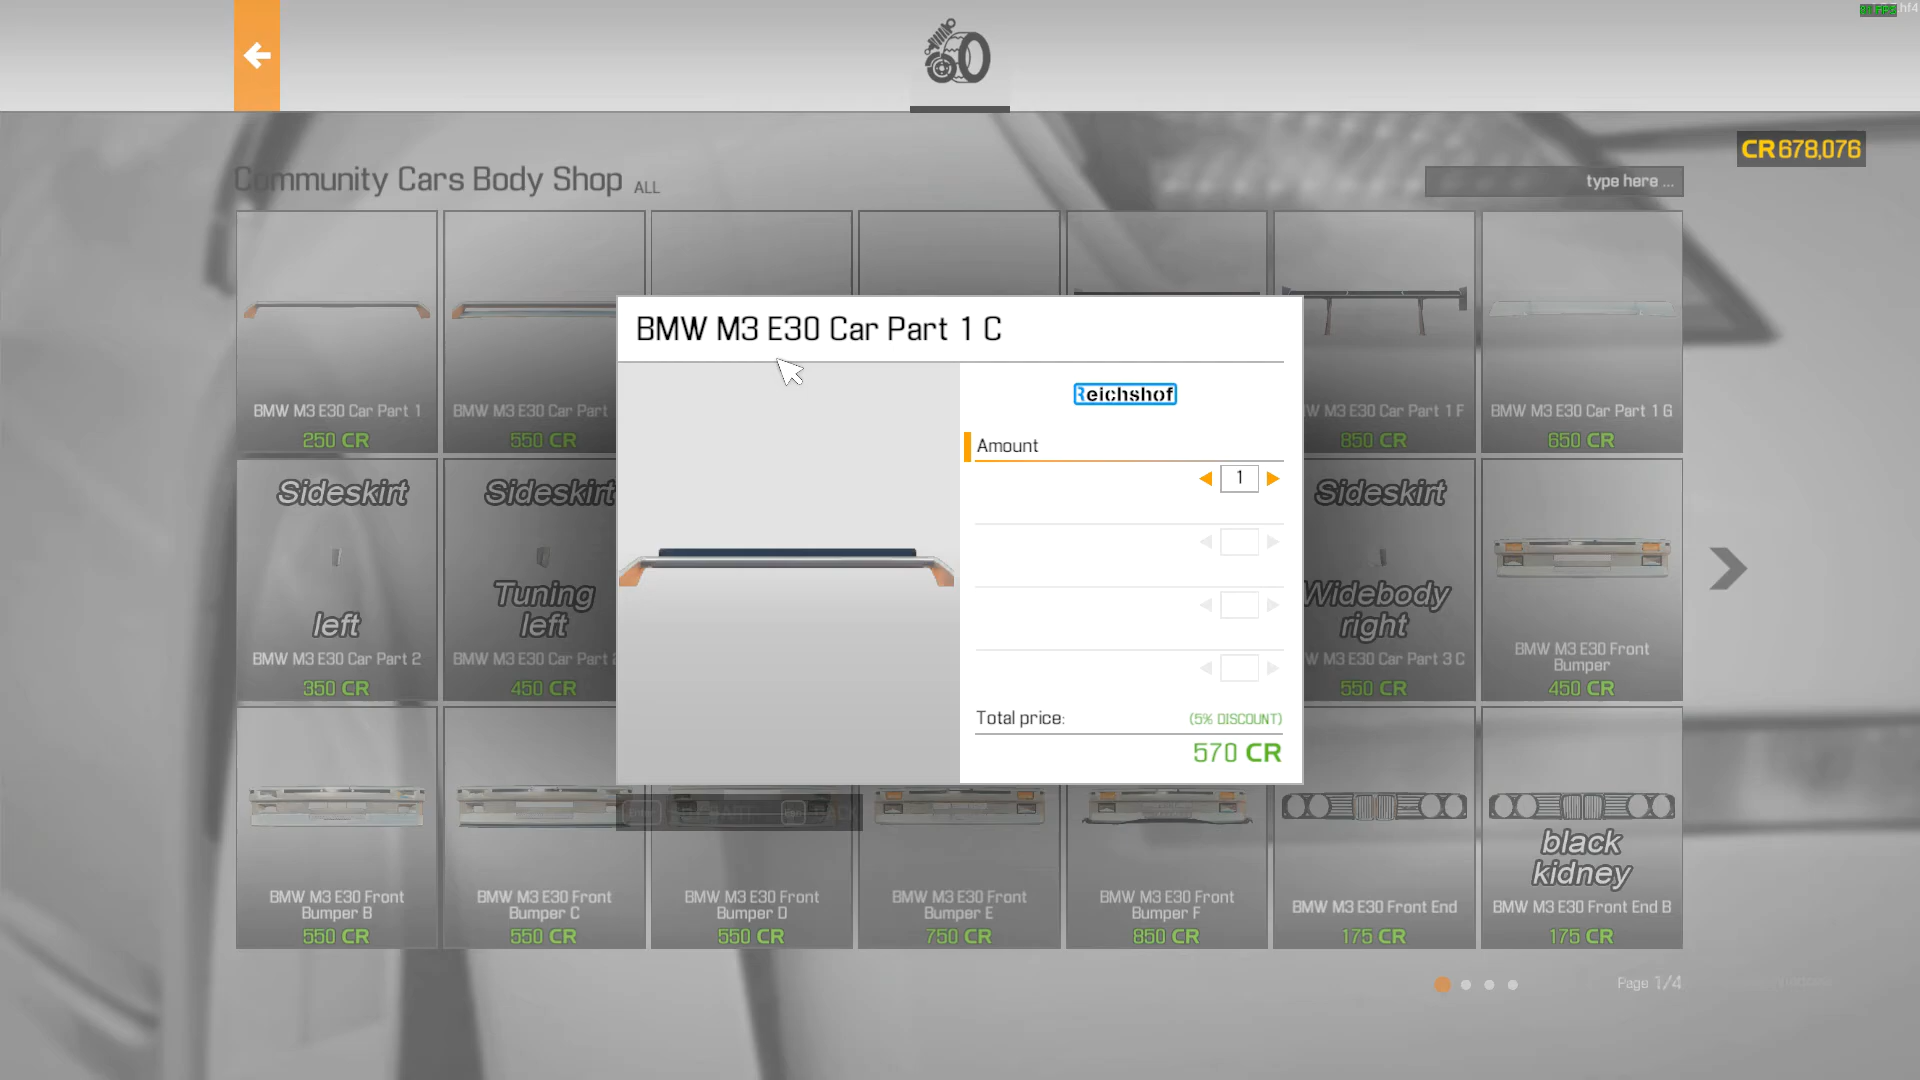 Community Cars Body Shop ALL
type here ...
CR 678,076
BMW M3 E30 Car Part 1
250 CR
BMW M3 E30 Car Part
550 CR
W M3 E30 Car Part 1 F
850 CR
BMW M3 E30 Car Part 1 G
650 CR
BMW M3 E30 Car Part 1 C
Reichshof
Amount
1
Total price:
(5% DISCOUNT)
570 CR
Sideskirt
left
BMW M3 E30 Car Part 2
350 CR
Sideskirt
Tuning
left
BMW M3 E30 Car Part 2
450 CR
Sideskirt
Widebody
right
W M3 E30 Car Part 3 C
550 CR
BMW M3 E30 Front
Bumper
450 CR
BMW M3 E30 Front
Bumper B
550 CR
BMW M3 E30 Front
Bumper C
550 CR
BMW M3 E30 Front
Bumper D
550 CR
BMW M3 E30 Front
Bumper E
750 CR
BMW M3 E30 Front
Bumper F
850 CR
BMW M3 E30 Front End
175 CR
black
kidney
BMW M3 E30 Front End B
175 CR
Page 1/4